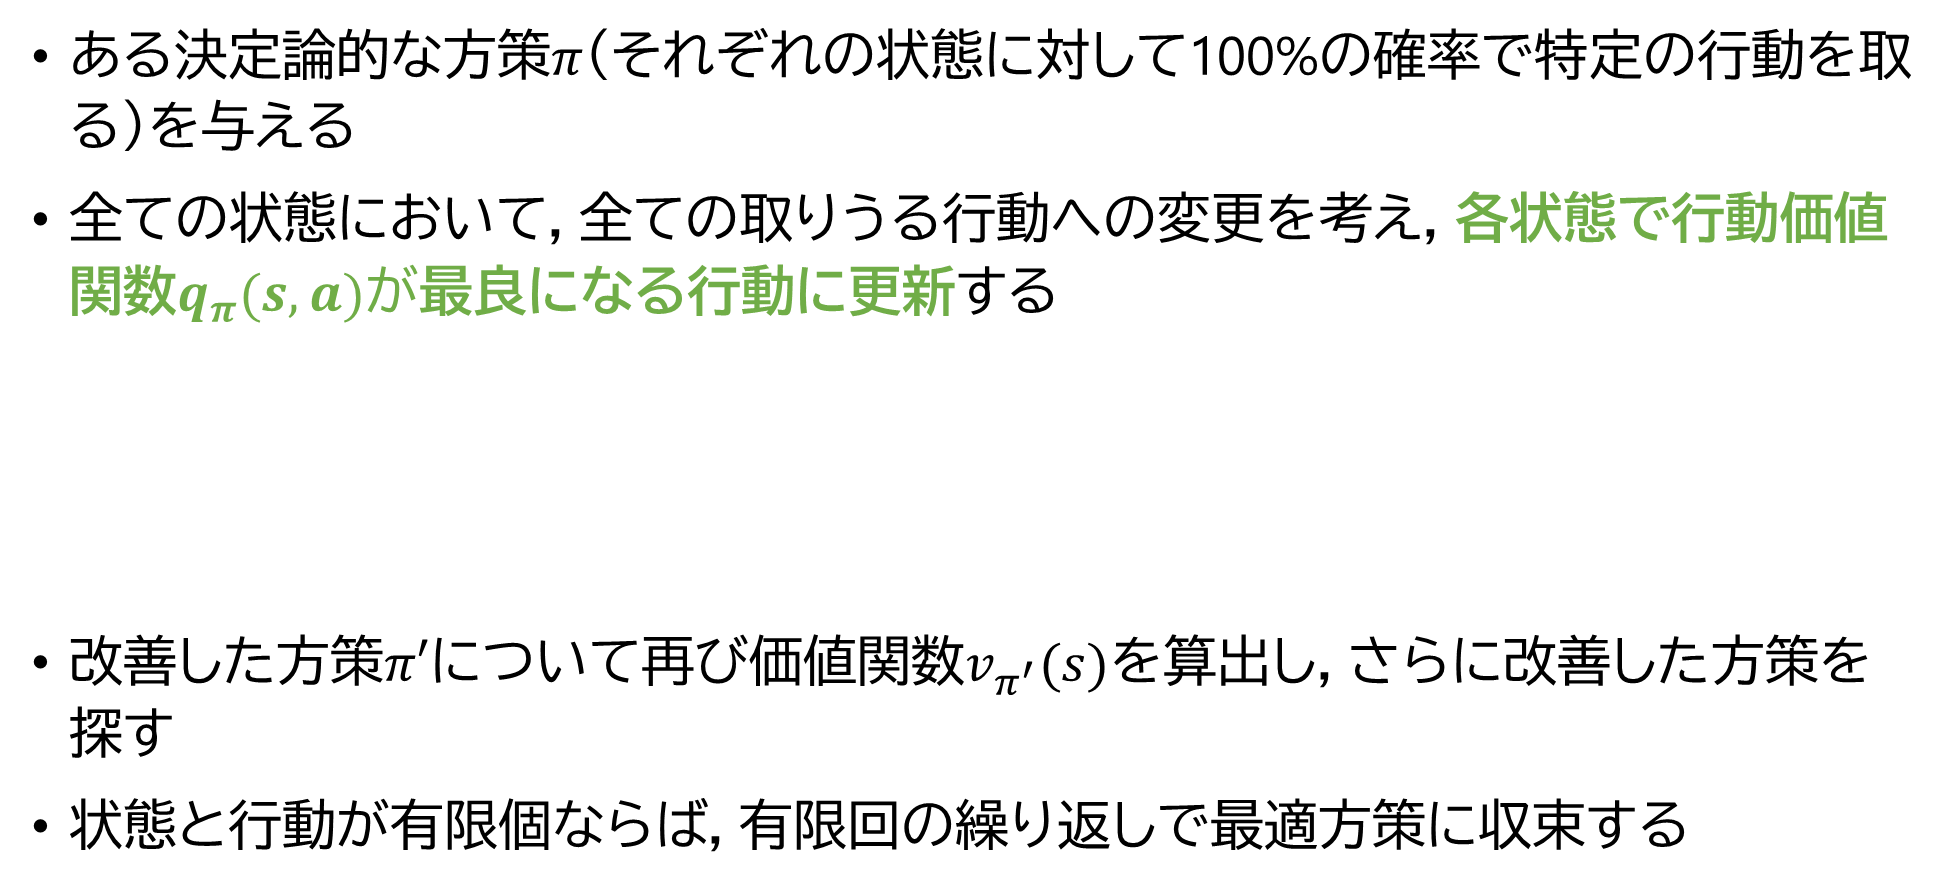 • ある決定論的な方策π（それぞれの状態に対して100%の確率で特定の行動を取
る）を与える
• 全ての状態において，全ての取りうる行動への変更を考え，各状態で行動価値
関数qπ(s, a)が最良になる行動に更新する
• 改善した方策π′について再び価値関数vπ′(s)を算出し，さらに改善した方策を
探す
• 状態と行動が有限個ならば，有限回の繰り返しで最適方策に収束する